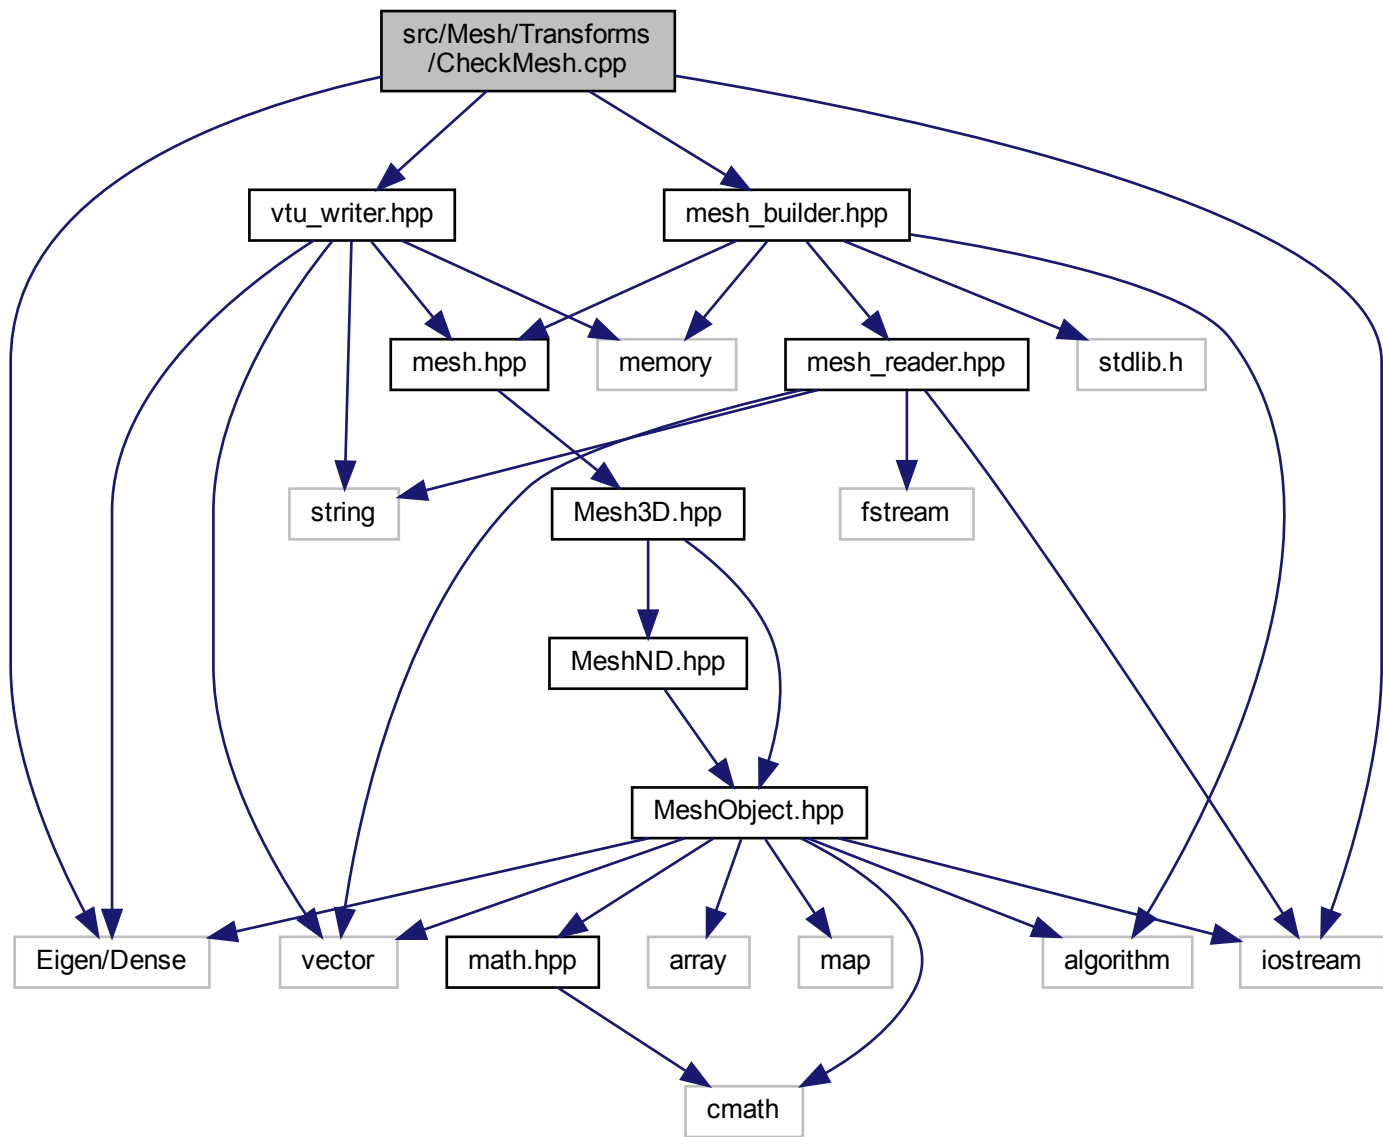 src/Mesh/Transforms
/CheckMesh.cpp
vtu_writer.hpp
mesh_builder.hpp
mesh.hpp
memory
mesh_reader.hpp
stdlib.h
string
Mesh3D.hpp
fstream
MeshND.hpp
MeshObject.hpp
Eigen/Dense
vector
math.hpp
array
map
algorithm
iostream
cmath